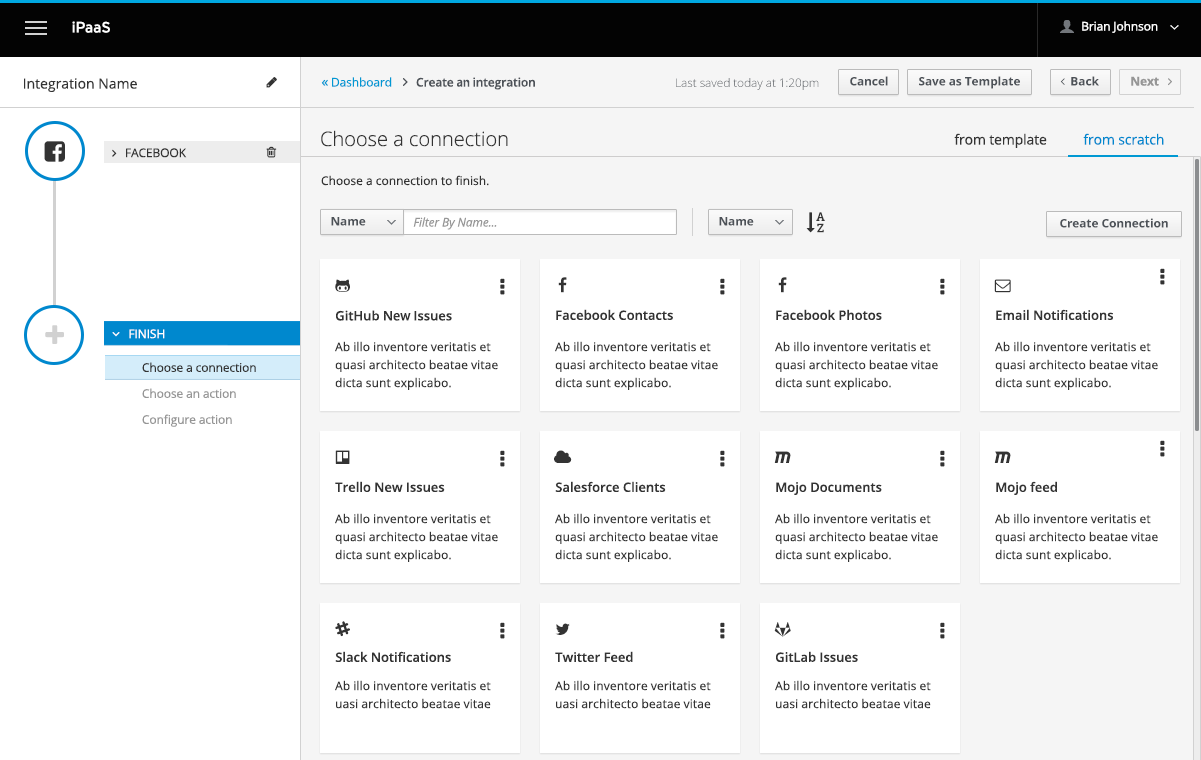 iPaaS
Brian Johnson
Integration Name
« Dashboard > Create an integration
Last saved today at 1:20pm
Cancel
Save as Template
< Back
Next >
FACEBOOK
FINISH
Choose a connection
Choose an action
Configure action
Choose a connection
from template
from scratch
Choose a connection to finish.
Name
Filter By Name...
Name
A
Z
Create Connection
GitHub New Issues
Ab illo inventore veritatis et
quasi architecto beatae vitae
dicta sunt explicabo.
Facebook Contacts
Ab illo inventore veritatis et
quasi architecto beatae vitae
dicta sunt explicabo.
Facebook Photos
Ab illo inventore veritatis et
quasi architecto beatae vitae
dicta sunt explicabo.
Email Notifications
Ab illo inventore veritatis et
quasi architecto beatae vitae
dicta sunt explicabo.
Trello New Issues
Ab illo inventore veritatis et
quasi architecto beatae vitae
dicta sunt explicabo.
Salesforce Clients
Ab illo inventore veritatis et
quasi architecto beatae vitae
dicta sunt explicabo.
Mojo Documents
Ab illo inventore veritatis et
quasi architecto beatae vitae
dicta sunt explicabo.
Mojo feed
Ab illo inventore veritatis et
quasi architecto beatae vitae
dicta sunt explicabo.
Slack Notifications
Ab illo inventore veritatis et
uasi architecto beatae vitae
Twitter Feed
Ab illo inventore veritatis et
uasi architecto beatae vitae
GitLab Issues
Ab illo inventore veritatis et
uasi architecto beatae vitae